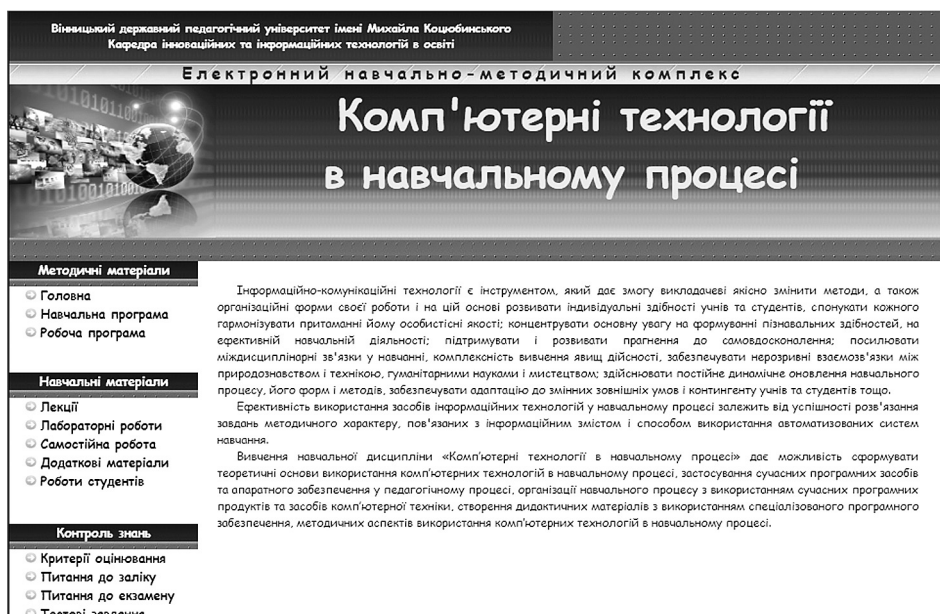 Вінницький державний педагогічний університет імені Михайла Коцюбинського
Кафедра інноваційних та інформаційних технологій в освіті
Електронний навчально-методичний комплекс
Комп'ютерні технології
в навчальному процесі
Методичні матеріали
Головна
Навчальна програма
Робоча програма
Навчальні матеріали
Лекції
Лабораторні роботи
Самостійна робота
Додаткові матеріали
Роботи студентів
Контроль знань
Критерії оцінювання
Питання до заліку
Питання до екзамену
Тестові завдання
Інформаційно-комунікаційні технології є інструментом, який дає змогу викладачеві якісно змінити методи, а також
організаційні форми своєї роботи і на цій основі розвивати індивідуальні здібності учнів та студентів, спонукати кожного
гармонізувати притаманні йому особистісні якості; концентрувати основну увагу на формуванні пізнавальних здібностей, на
ефективній навчальній діяльності; підтримувати і розвивати прагнення до самовдосконалення; посилювати
міждисциплінарні зв'язки у навчанні, комплексність вивчення явищ дійсності, забезпечувати нерозривні взаємозв'язки між
природознавством і технікою, гуманітарними науками і мистецтвом; здійснювати постійне динамічне оновлення навчального
процесу, його форм і методів, забезпечувати адаптацію до змінних зовнішніх умов і контингенту учнів та студентів тощо.
Ефективність використання засобів інформаційних технологій у навчальному процесі залежить від успішності розв'язання
завдань методичного характеру, пов'язаних з інформаційним змістом і способом використання автоматизованих систем
навчання.
Вивчення навчальної дисципліни «Комп'ютерні технології в навчальному процесі» дає можливість сформувати
теоретичні основи використання комп'ютерних технологій в навчальному процесі, застосування сучасних програмних засобів
та апаратного забезпечення у педагогічному процесі, організації навчального процесу з використанням сучасних програмних
продуктів та засобів комп'ютерної техніки, створення дидактичних матеріалів з використанням спеціалізованого програмного
забезпечення, методичних аспектів використання комп'ютерних технологій в навчальному процесі.